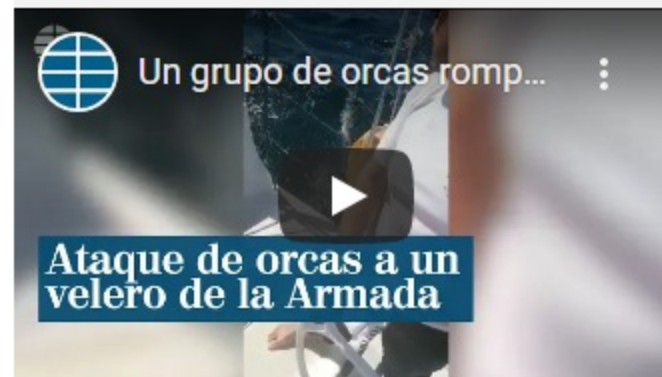 Un grupo de orcas romp...
Ataque de orcas a un
velero de la Armada